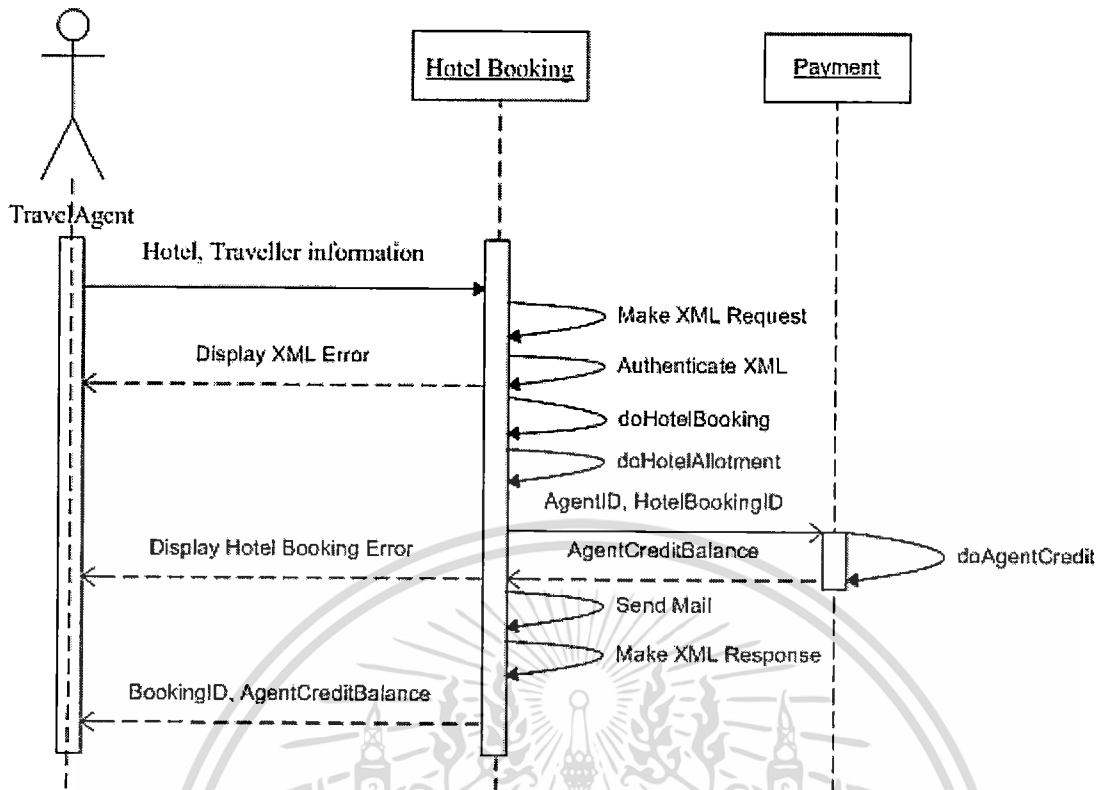 Hotel Booking
Payment
TravelAgent
Hotel, Traveller information
Make XML Request
Display XML Error
Authenticate XML
doHotelBooking
doHotelAllotment
AgentID, HotelBookingID
Display Hotel Booking Error
AgentCreditBalance
doAgentCredit
Send Mail
Make XML Response
BookingID, AgentCreditBalance